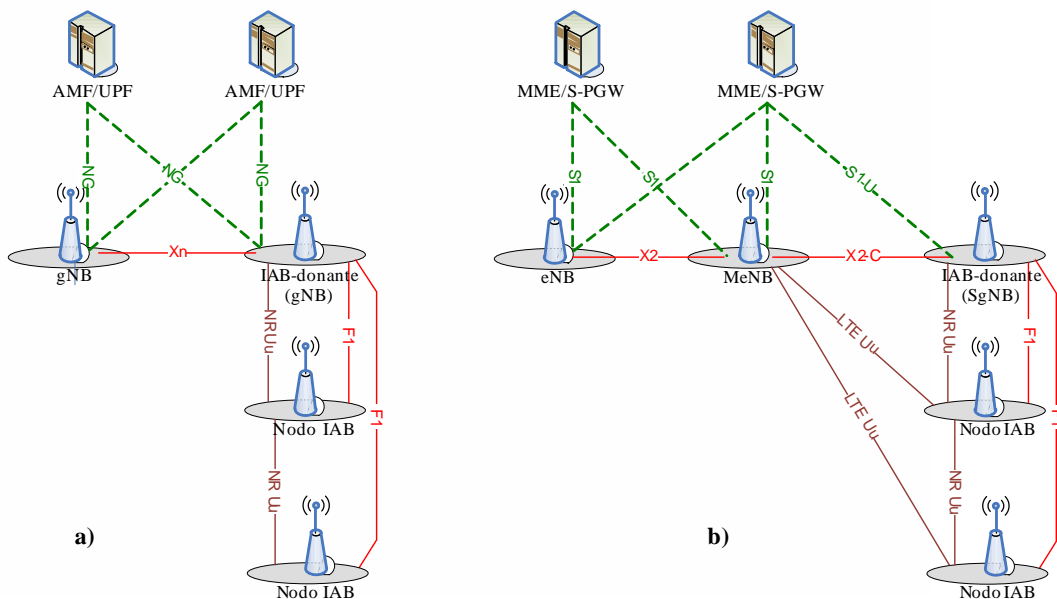 AMF/UPF
AMF/UPF
NG
NG
NG
Xn
gNB
IAB-donante
(gNB)
NR Uu
F1
F1
Nodo IAB
NR Uu
a)
Nodo IAB
MME/S-PGW
MME/S-PGW
S1
S1
S1
S1-U
X2
X2-C
eNB
MeNB
IAB-donante
(SgNB)
LTE Uu
NR Uu
F1
LTE Uu
Nodo IAB
NR Uu
b)
Nodo IAB